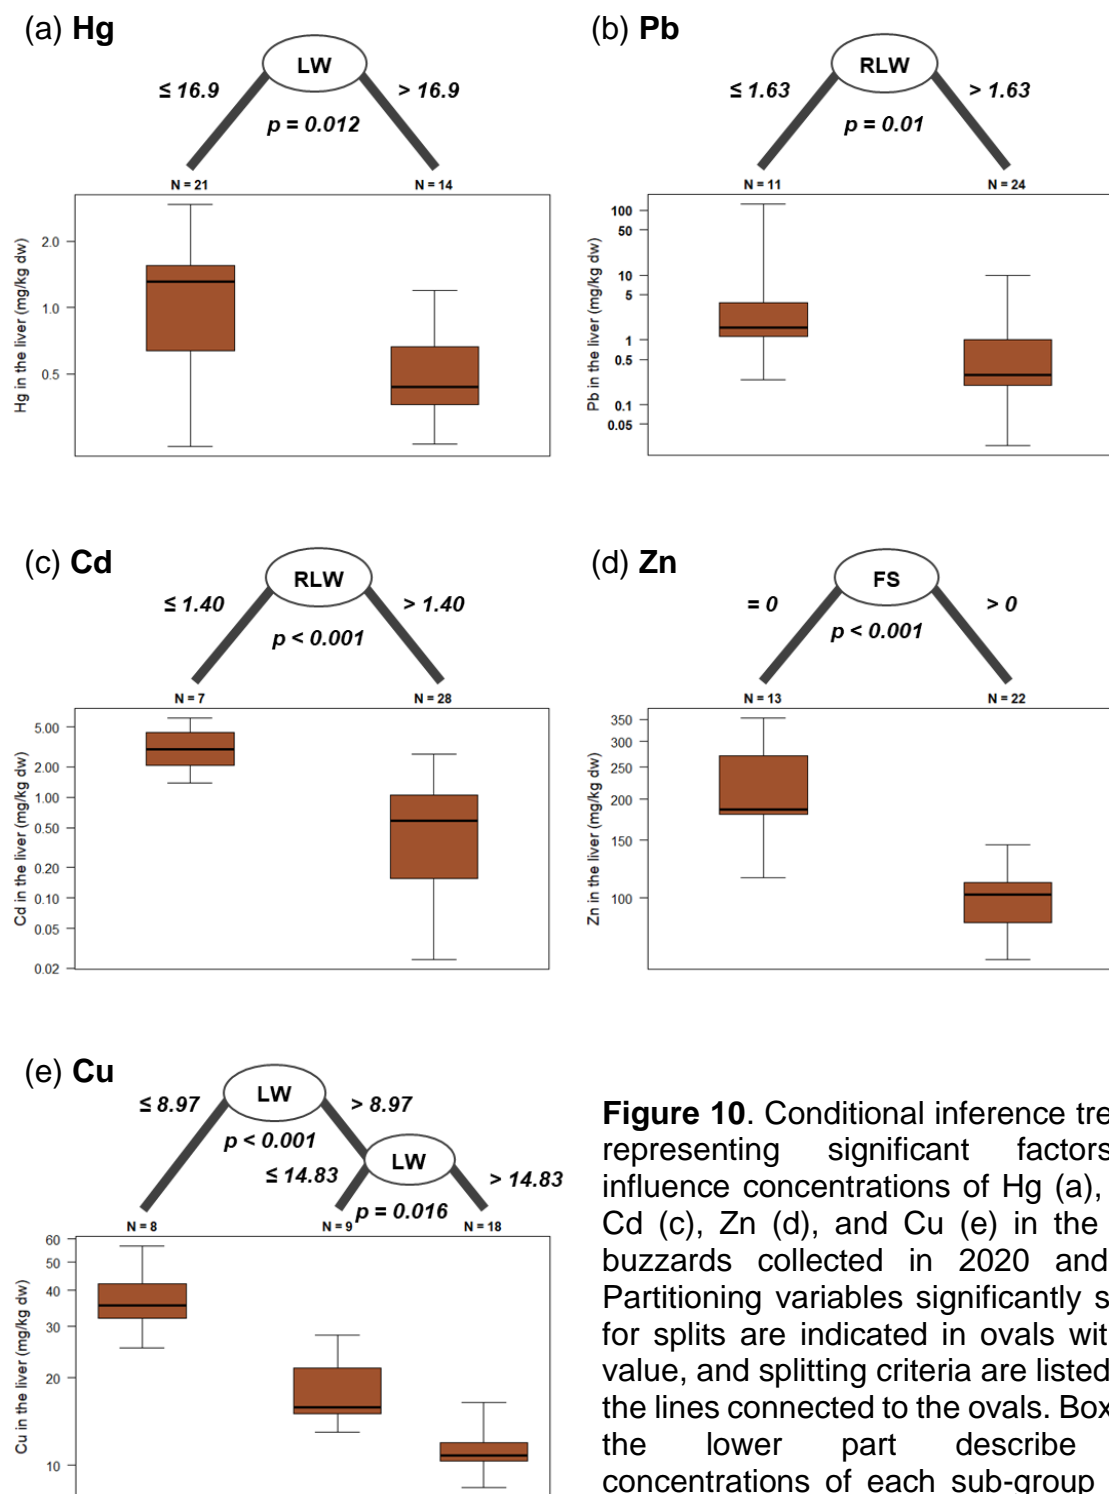 (a) Hg
LW
≤ 16.9
> 16.9
p = 0.012
N = 21
N = 14
Hg in the liver (mg/kg dw)
2.0
1.0
0.5
(b) Pb
RLW
≤ 1.63
> 1.63
p = 0.01
N = 11
N = 24
Pb in the liver (mg/kg dw)
100
50
10
5
1
0.5
0.1
0.05
(c) Cd
RLW
≤ 1.40
> 1.40
p < 0.001
N = 7
N = 28
Cd in the liver (mg/kg dw)
5.00
2.00
1.00
0.50
0.20
0.10
0.05
0.02
(d) Zn
FS
= 0
> 0
p < 0.001
N = 13
N = 22
Zn in the liver (mg/kg dw)
350
300
250
200
150
100
(e) Cu
LW
≤ 8.97
> 8.97
p < 0.001
LW
≤ 14.83
> 14.83
p = 0.016
N = 8
N = 9
N = 18
Cu in the liver (mg/kg dw)
60
50
40
30
20
10
Figure 10. Conditional inference tre
representing significant factors
influence concentrations of Hg (a),
Cd (c), Zn (d), and Cu (e) in the
buzzards collected in 2020 and
Partitioning variables significantly s
for splits are indicated in ovals wit
value, and splitting criteria are listed
the lines connected to the ovals. Box
the lower part describe
concentrations of each sub-group